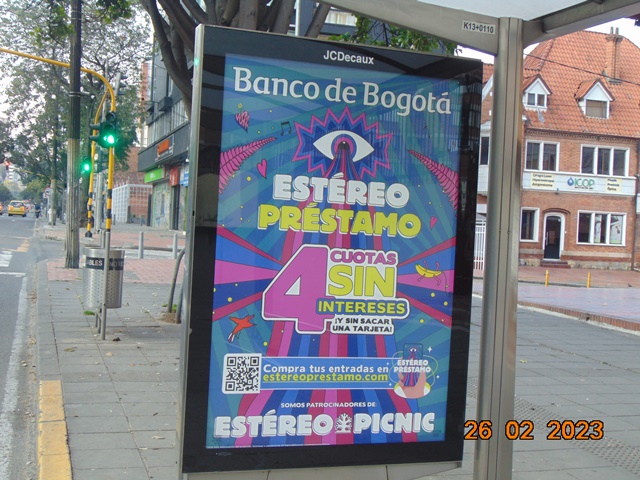 K13+0110
JCDecaux
Banco de Bogotá
ESTÉREO
PRÉSTAMO
4 CUOTAS
SIN
INTERESES
¡Y SIN SACAR
UNA TARJETA!
Compra tus entradas en
estereoprestamo.com
ESTÉREO
PRÉSTAMO
SOMOS PATROCINADORES DE
ESTÉREO PICNIC
ICOP
26 02 2023